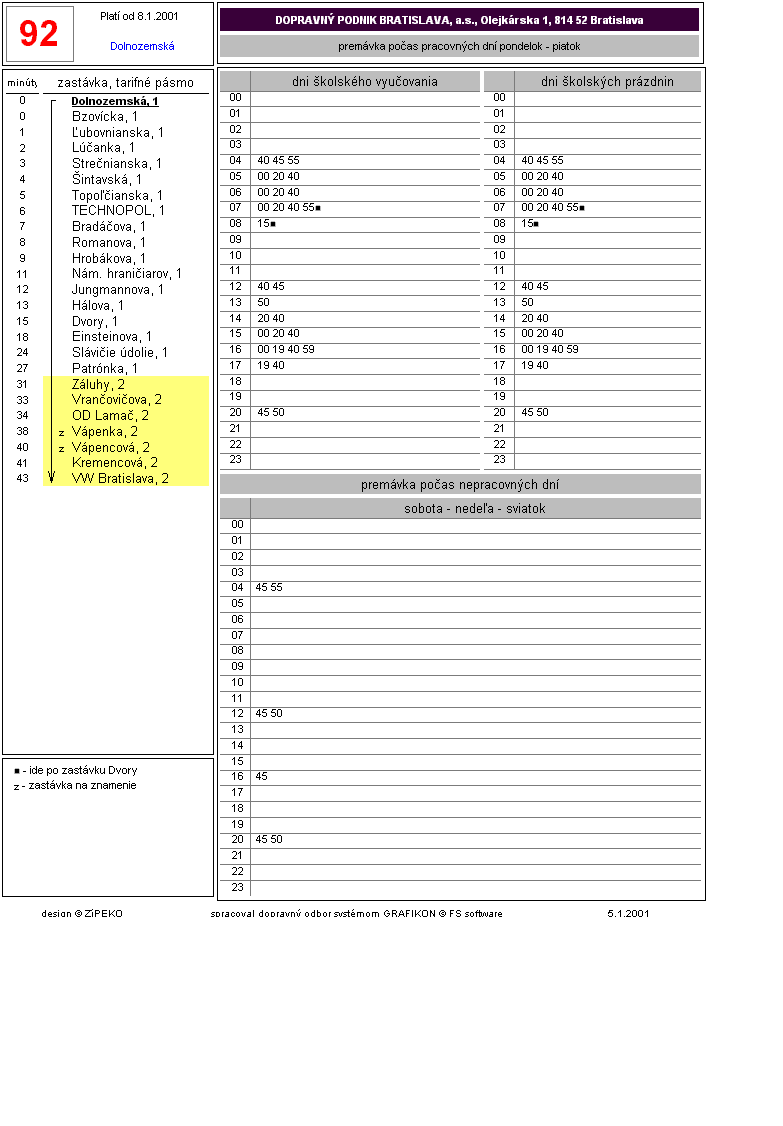 92
Platí od 8.1.2001
Dolnozemská
DOPRAVNÝ PODNIK BRATISLAVA, a.s., Olejkárska 1, 814 52 Bratislava
premávka počas pracovných dní pondelok - piatok
minúty zastávka, tarifné pásmo
0 Dolnozemská, 1
0 Bzovícka, 1
1 Ľubovnianska, 1
2 Lúčanka, 1
3 Strečnianska, 1
4 Šintavská, 1
5 Topoľčianska, 1
6 TECHNOPOL, 1
7 Bradáčova, 1
8 Romanova, 1
9 Hrobákova, 1
11 Nám. hraničiarov, 1
12 Jungmannova, 1
13 Hálova, 1
15 Dvory, 1
18 Einsteinova, 1
24 Slávičie údolie, 1
27 Patrónka, 1
31 Záluhy, 2
33 Vrančovičova, 2
34 OD Lamač, 2
38 z Vápenka, 2
40 z Vápencová, 2
41 Kremencová, 2
43 VW Bratislava, 2
■ - ide po zastávku Dvory
z - zastávka na znamenie
dni školského vyučovania
00
01
02
03
04 40 45 55
05 00 20 40
06 00 20 40
07 00 20 40 55■
08 15■
09
10
11
12 40 45
13 50
14 20 40
15 00 20 40
16 00 19 40 59
17 19 40
18
19
20 45 50
21
22
23
dni školských prázdnin
00
01
02
03
04 40 45 55
05 00 20 40
06 00 20 40
07 00 20 40 55■
08 15■
09
10
11
12 40 45
13 50
14 20 40
15 00 20 40
16 00 19 40 59
17 19 40
18
19
20 45 50
21
22
23
premávka počas nepracovných dní
sobota - nedeľa - sviatok
00
01
02
03
04 45 55
05
06
07
08
09
10
11
12 45 50
13
14
15
16 45
17
18
19
20 45 50
21
22
23
design © ZiPEKO
spracoval dopravný odbor systémom GRAFIKON © FS software
5.1.2001